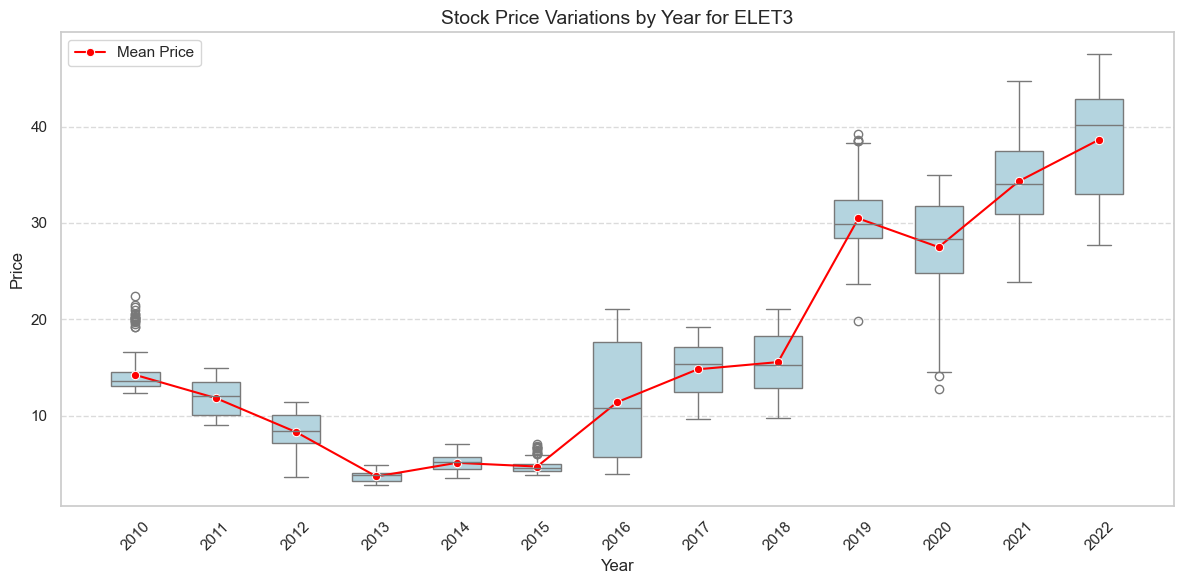 Stock Price Variations by Year for ELET3
Mean Price
Price
40
30
20
10
2010 2011 2012 2013 2014 2015 2016 2017 2018 2019 2020 2021 2022
Year